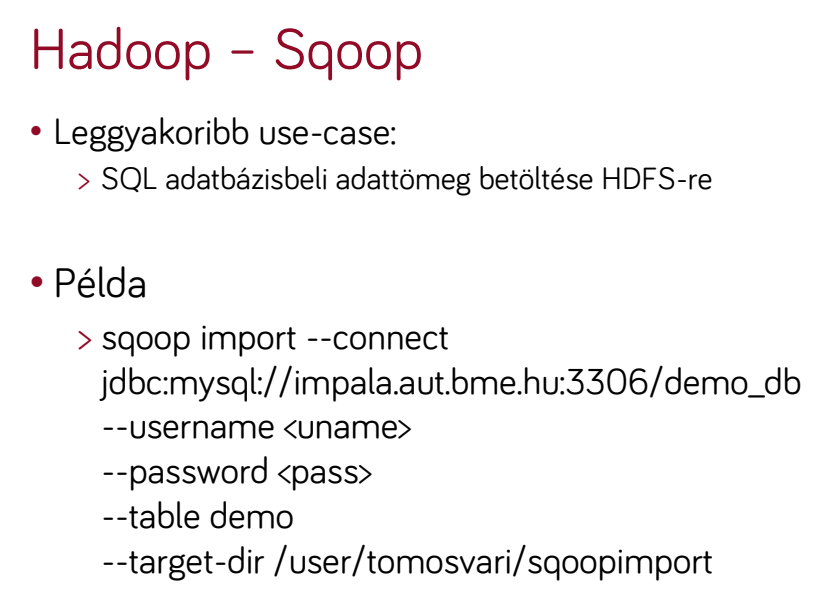 Hadoop – Sqoop
• Leggyakoribb use-case:
> SQL adatbázisbeli adattömeg betöltése HDFS-re
• Példa
> sqoop import --connect
jdbc:mysql://impala.aut.bme.hu:3306/demo_db
--username <uname>
--password <pass>
--table demo
--target-dir /user/tomosvari/sqoopimport